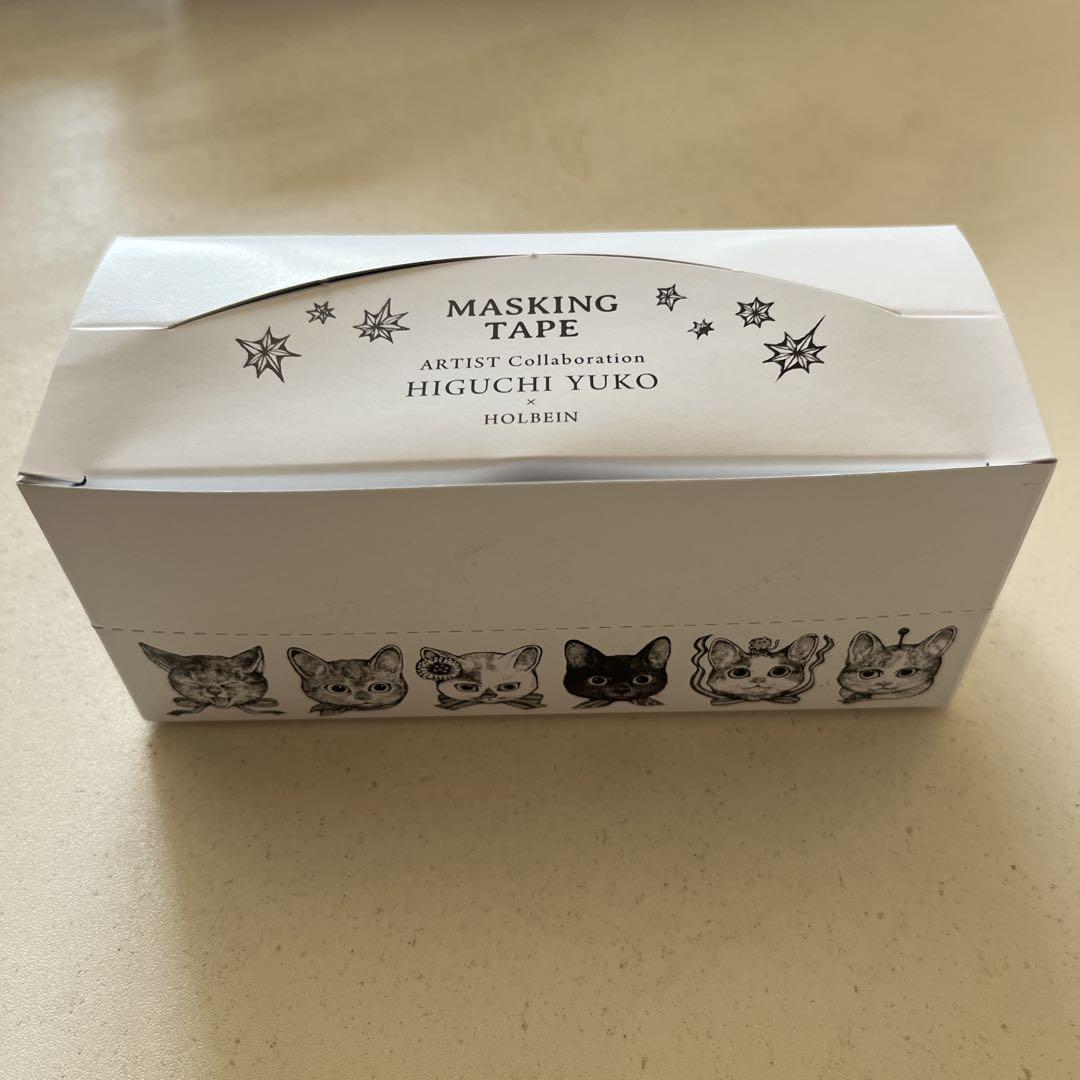 MASKING
TAPE
ARTIST Collaboration
HIGUCHI YUKO
×
HOLBEIN